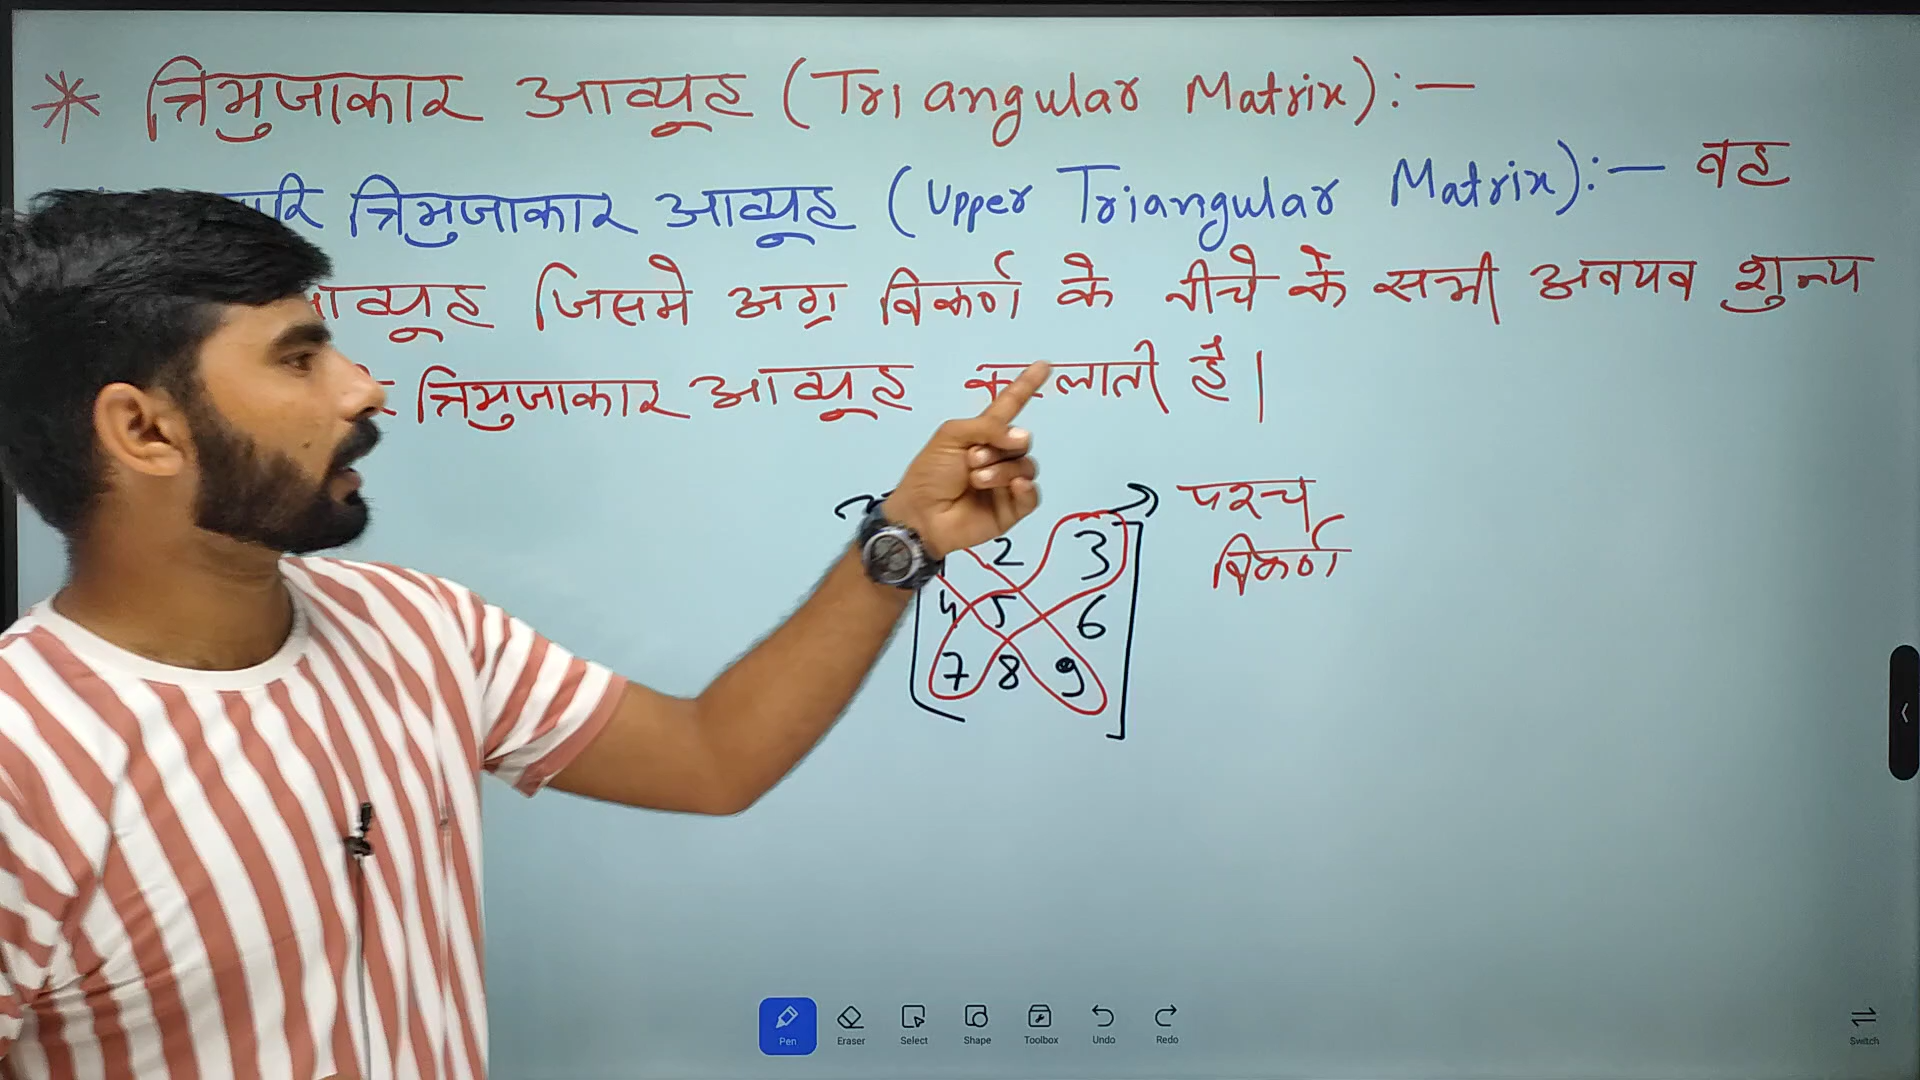 * त्रिभुजाकार आव्यूह (Triangular Matrix):-
त्रिभुजाकार आव्यूह (Upper Triangular Matrix):- वह
आव्यूह जिसमे अग्र विकर्ण के नीचे के सभी अवयव शुन्य
त्रिभुजाकार आव्यूह कहलाती है।
पश्च
विकर्ण
2 3
4 5 6
7 8 9
Pen Eraser Select Shape Toolbox Undo Redo Switch